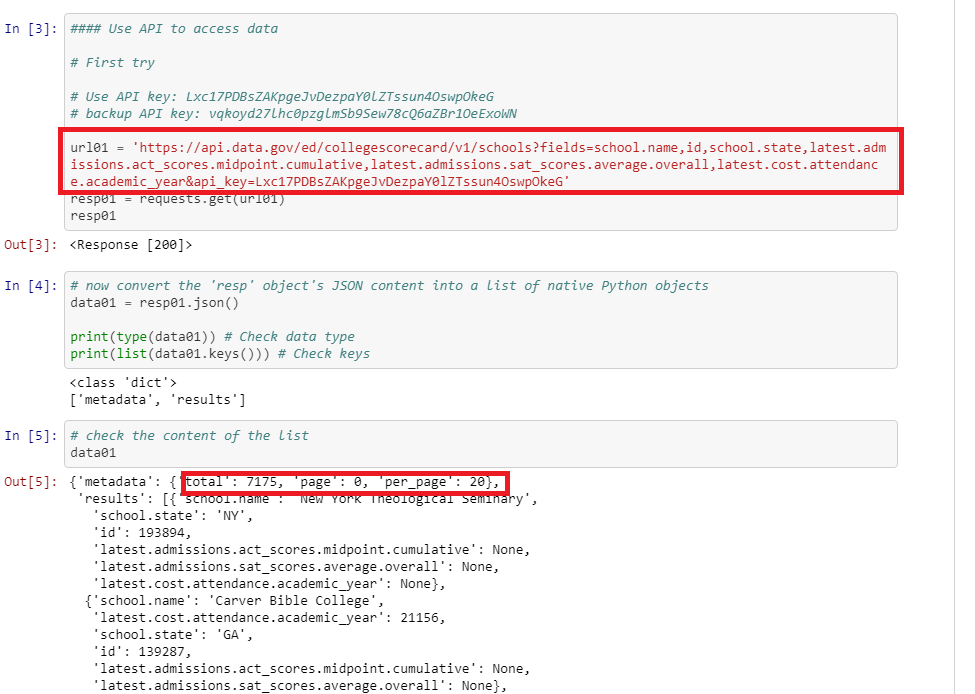 In [3]: #### Use API to access data
# First try
# Use API key: Lxc17PDBsZAKpgeJvDezpaY0lZTssun4OswpOkeG
# backup API key: vqkoyd27lhc0pzglmSb9Sew78cQ6aZBr1OeExoWN
url01 = 'https://api.data.gov/ed/collegescorecard/v1/schools?fields=school.name,id,school.state,latest.adm
issions.act_scores.midpoint.cumulative,latest.admissions.sat_scores.average.overall,latest.cost.attendanc
e.academic_year&api_key=Lxc17PDBsZAKpgeJvDezpaY0lZTssun4OswpOkeG'
resp01 = requests.get(url01)
resp01
Out[3]: <Response [200]>
In [4]: # now convert the 'resp' object's JSON content into a list of native Python objects
data01 = resp01.json()
print(type(data01)) # Check data type
print(list(data01.keys())) # Check keys
<class 'dict'>
['metadata', 'results']
In [5]: # check the content of the list
data01
Out[5]: {'metadata': {'total': 7175, 'page': 0, 'per_page': 20},
'results': [{'school.name': 'New York Theological Seminary',
'school.state': 'NY',
'id': 193894,
'latest.admissions.act_scores.midpoint.cumulative': None,
'latest.admissions.sat_scores.average.overall': None,
'latest.cost.attendance.academic_year': None},
{'school.name': 'Carver Bible College',
'latest.cost.attendance.academic_year': 21156,
'school.state': 'GA',
'id': 139287,
'latest.admissions.act_scores.midpoint.cumulative': None,
'latest.admissions.sat_scores.average.overall': None},